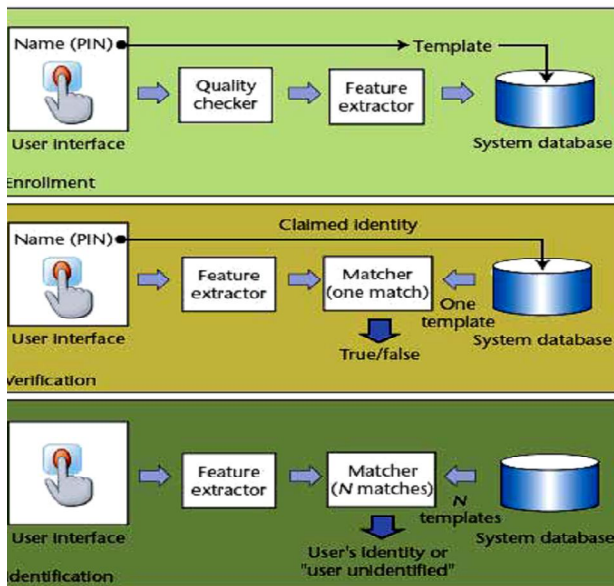 Name (PIN)
Template
Quality
checker
Feature
extractor
User interface
System database
Enrollment
Name (PIN)
Claimed identity
Feature
extractor
Matcher
(one match)
One
template
User interface
True/false
System database
Verification
Feature
extractor
Matcher
(N matches)
N
templates
User interface
System database
User's identity or
"user unidentified"
Identification